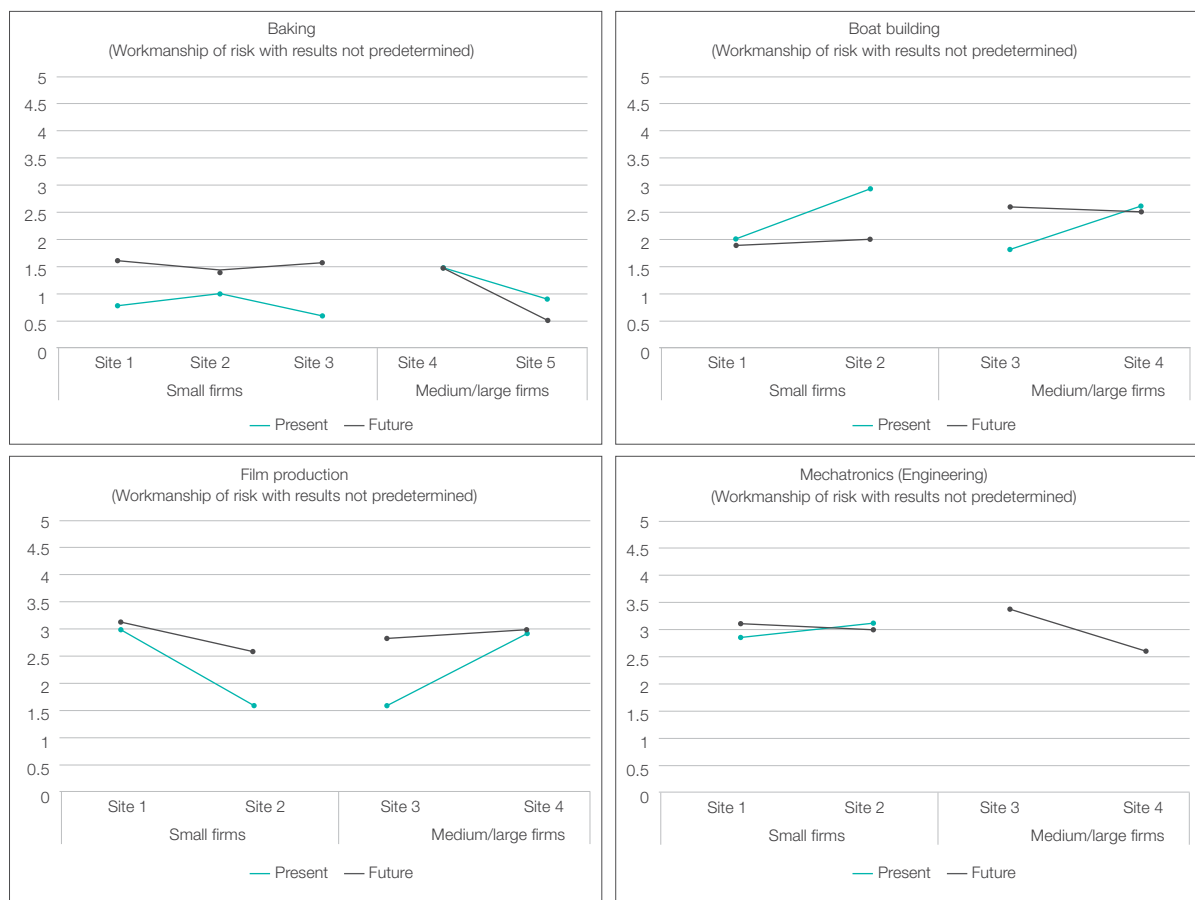 Baking
(Workmanship of risk with results not predetermined)
5
4.5
4
3.5
3
2.5
2
1.5
1
0.5
0
Site 1 Site 2 Site 3 Site 4 Site 5
Small firms Medium/large firms
Present Future
Boat building
(Workmanship of risk with results not predetermined)
5
4.5
4
3.5
3
2.5
2
1.5
1
0.5
0
Site 1 Site 2 Site 3 Site 4
Small firms Medium/large firms
Present Future
Film production
(Workmanship of risk with results not predetermined)
5
4.5
4
3.5
3
2.5
2
1.5
1
0.5
0
Site 1 Site 2 Site 3 Site 4
Small firms Medium/large firms
Present Future
Mechatronics (Engineering)
(Workmanship of risk with results not predetermined)
5
4.5
4
3.5
3
2.5
2
1.5
1
0.5
0
Site 1 Site 2 Site 3 Site 4
Small firms Medium/large firms
Present Future